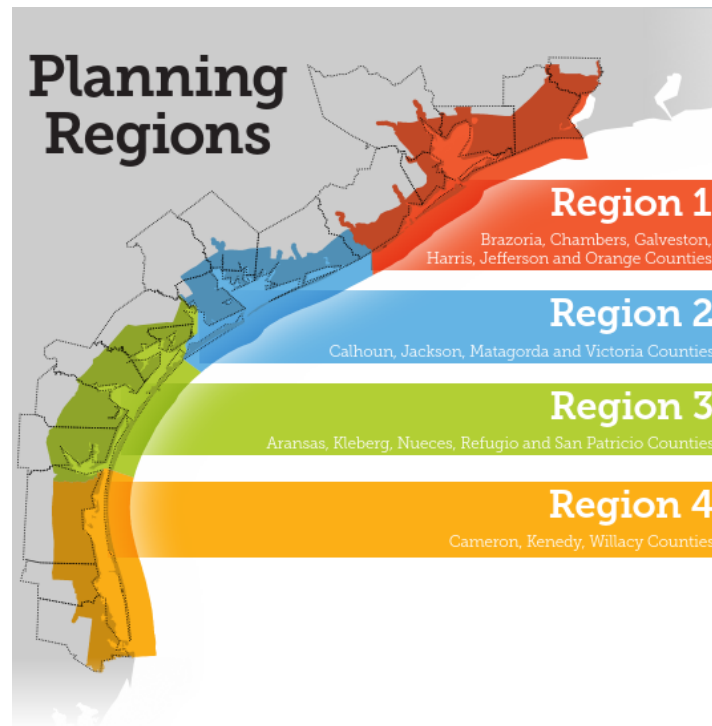 Planning
Regions
Region 1
Brazoria, Chambers, Galveston,
Harris, Jefferson and Orange Counties
Region 2
Calhoun, Jackson, Matagorda and Victoria Counties
Region 3
Aransas, Kleberg, Nueces, Refugio and San Patricio Counties
Region 4
Cameron, Kenedy, Willacy Counties